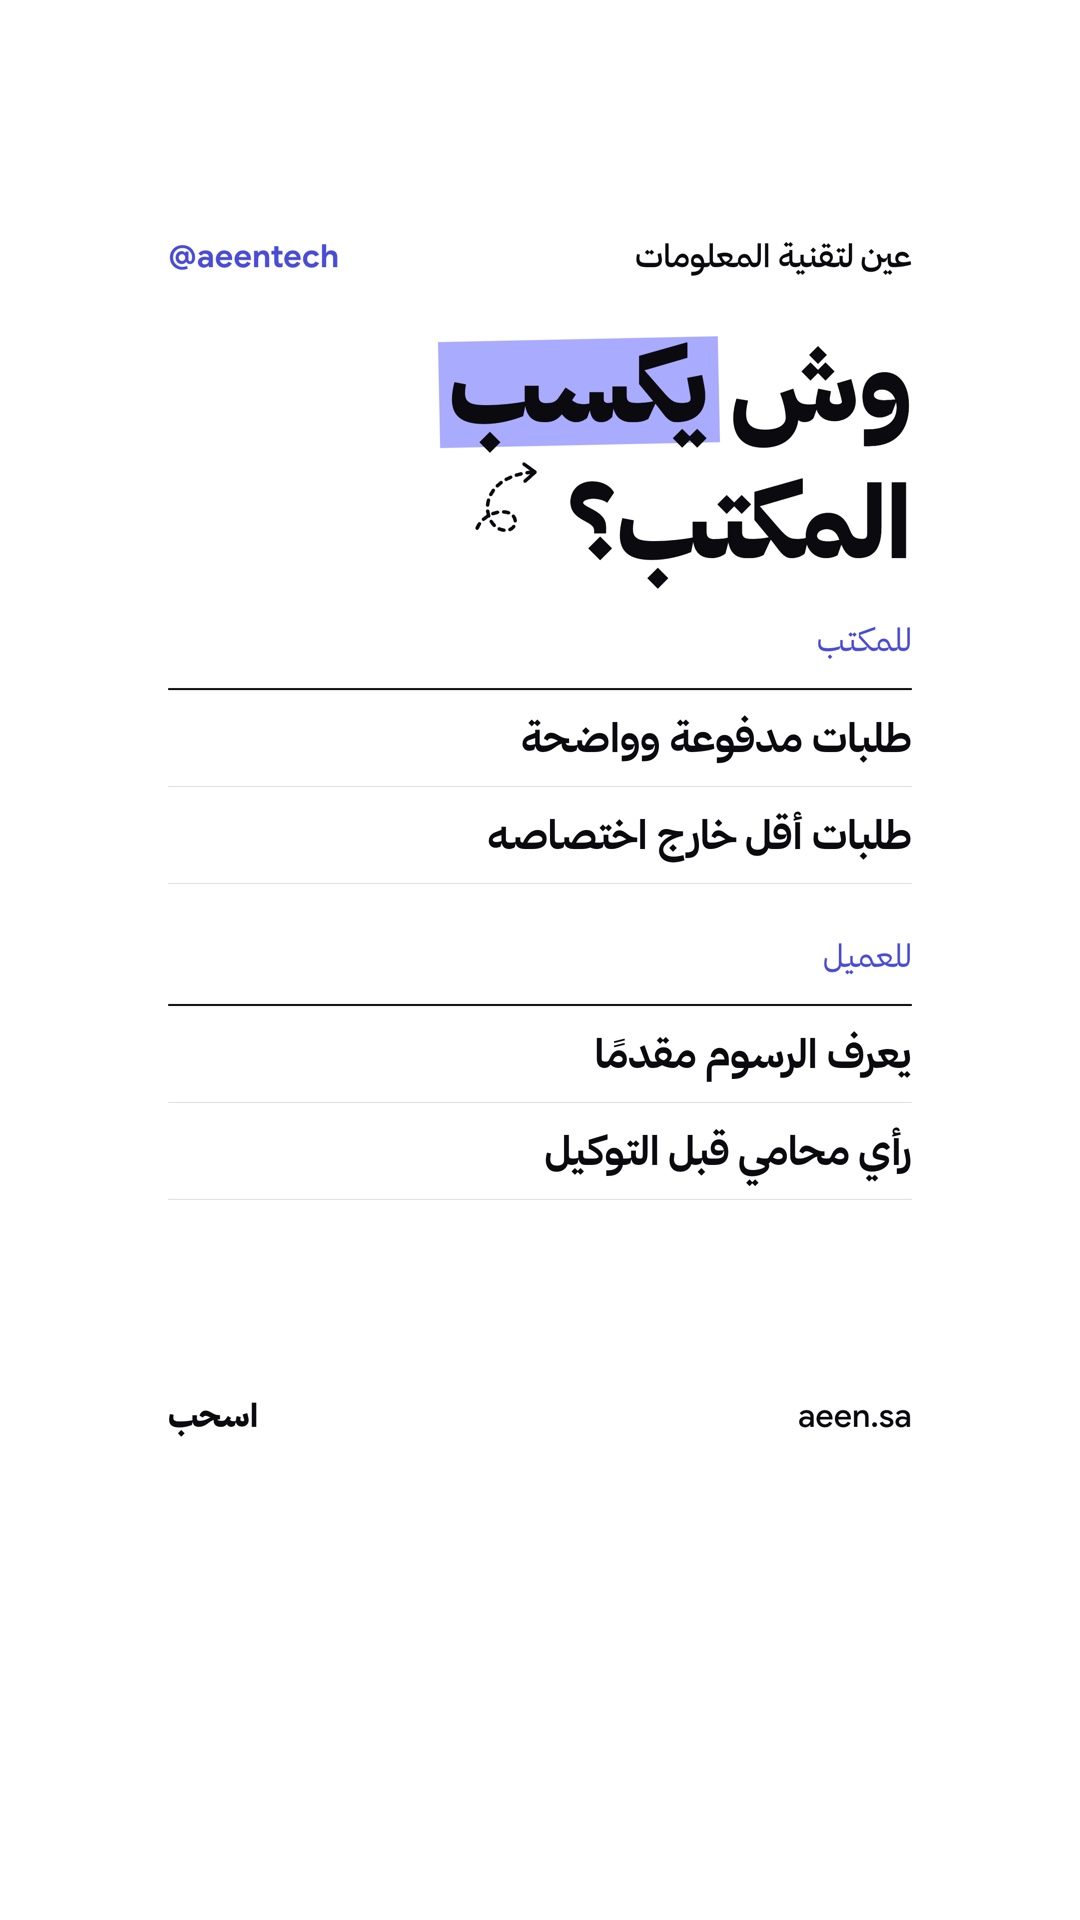 عين لتقنية المعلومات
@aeentech
وش يكسب
المكتب؟
للمكتب
طلبات مدفوعة وواضحة
طلبات أقل خارج اختصاصه
للعميل
يعرف الرسوم مقدمًا
رأي محامي قبل التوكيل
aeen.sa
اسحب